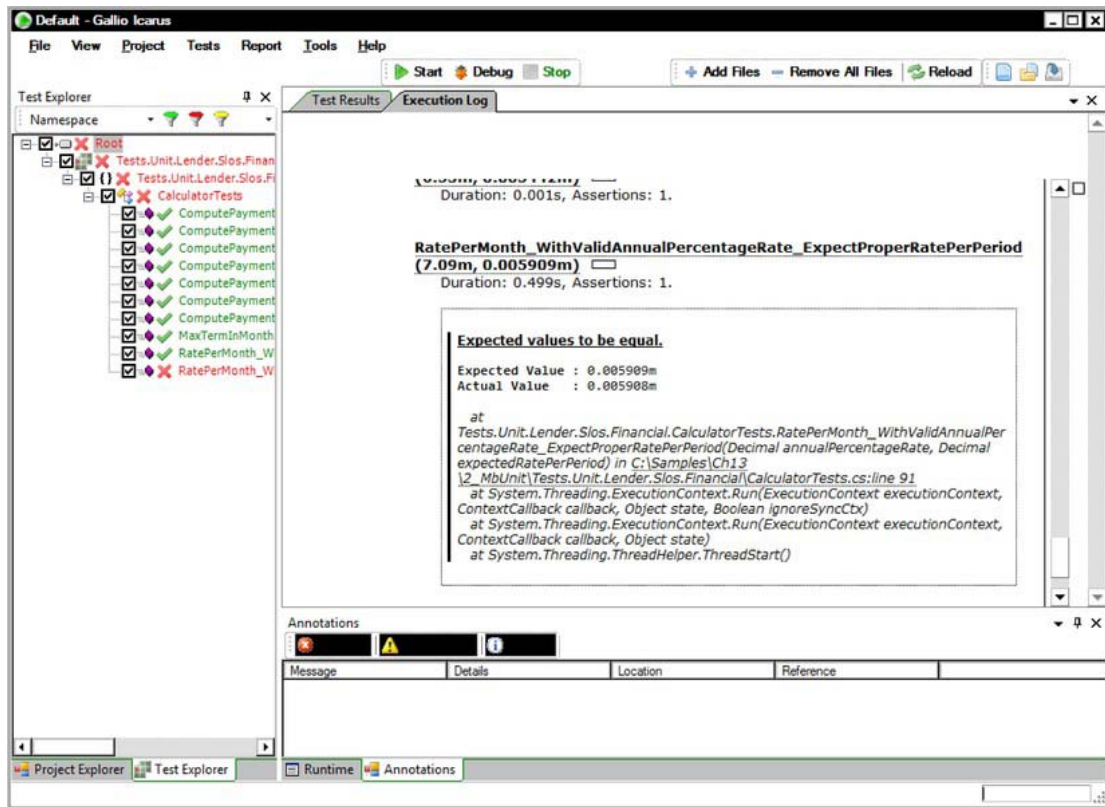 Default - Gallio Icarus
File View Project Tests Report Tools Help
Start Debug Stop Add Files Remove All Files Reload
Test Explorer
Namespace
Root
Tests.Unit.Lender.Slos.Finan
{} Tests.Unit.Lender.Slos.Fi
CalculatorTests
ComputePayment
ComputePayment
ComputePayment
ComputePayment
ComputePayment
ComputePayment
ComputePayment
MaxTermInMonth
RatePerMonth_W
RatePerMonth_W
Project Explorer Test Explorer
Test Results Execution Log
Duration: 0.001s, Assertions: 1.
RatePerMonth_WithValidAnnualPercentageRate_ExpectProperRatePerPeriod
(7.09m, 0.005909m)
Duration: 0.499s, Assertions: 1.
Expected values to be equal.
Expected Value : 0.005909m
Actual Value : 0.005908m
at
Tests.Unit.Lender.Slos.Financial.CalculatorTests.RatePerMonth_WithValidAnnualPer
centageRate_ExpectProperRatePerPeriod(Decimal annualPercentageRate, Decimal
expectedRatePerPeriod) in C:\Samples\Ch13
\2_MbUnit\Tests.Unit.Lender.Slos.Financial\CalculatorTests.cs:line 91
at System.Threading.ExecutionContext.Run(ExecutionContext executionContext,
ContextCallback callback, Object state, Boolean ignoreSyncCtx)
at System.Threading.ExecutionContext.Run(ExecutionContext executionContext,
ContextCallback callback, Object state)
at System.Threading.ThreadHelper.ThreadStart()
Annotations
Message Details Location Reference
Runtime Annotations